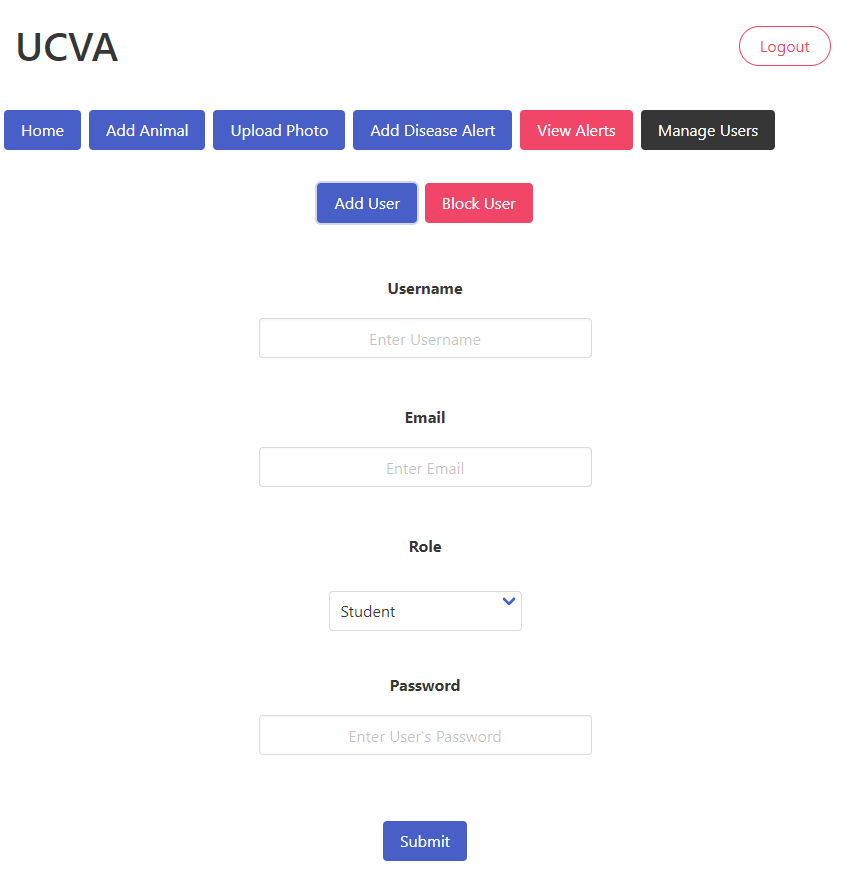 UCVA
Logout
Home Add Animal Upload Photo Add Disease Alert View Alerts Manage Users
Add User Block User
Username
Enter Username
Email
Enter Email
Role
Student
Password
Enter User's Password
Submit